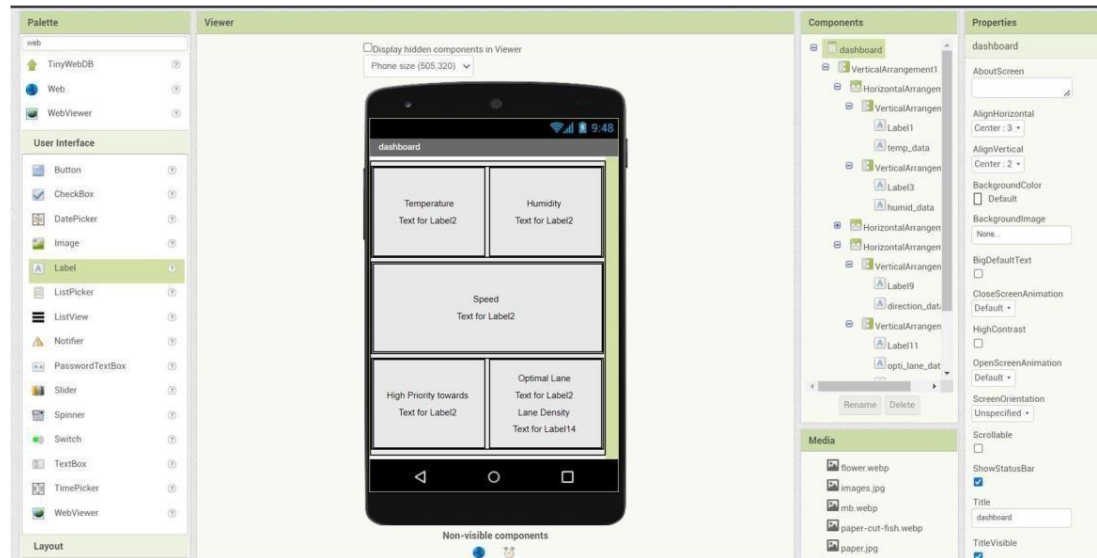 Palette
web
TinyWebDB
Web
WebViewer
User Interface
Button
CheckBox
DatePicker
Image
Label
ListPicker
ListView
Notifier
PasswordTextBox
Slider
Spinner
Switch
TextBox
TimePicker
WebViewer
Layout
Viewer
Display hidden components in Viewer
Phone size (505,320)
9:48
dashboard
Temperature
Text for Label2
Humidity
Text for Label2
Speed
Text for Label2
High Priority towards
Text for Label2
Optimal Lane
Text for Label2
Lane Density
Text for Label14
Non-visible components
Components
dashboard
VerticalArrangement1
HorizontalArrangen
VerticalArrangen
Label1
temp_data
VerticalArrangen
Label3
humid_data
HorizontalArrangen
HorizontalArrangen
VerticalArrangen
Label9
direction_dat
VerticalArrangen
Label11
opti_lane_dat
Rename Delete
Media
flower.webp
images.jpg
mb.webp
paper-cut-fish.webp
paper.jpg
Properties
dashboard
AboutScreen
AlignHorizontal
Center : 3
AlignVertical
Center : 2
BackgroundColor
Default
BackgroundImage
None...
BigDefaultText
CloseScreenAnimation
Default
HighContrast
OpenScreenAnimation
Default
ScreenOrientation
Unspecified
Scrollable
ShowStatusBar
Title
dashboard
TitleVisible